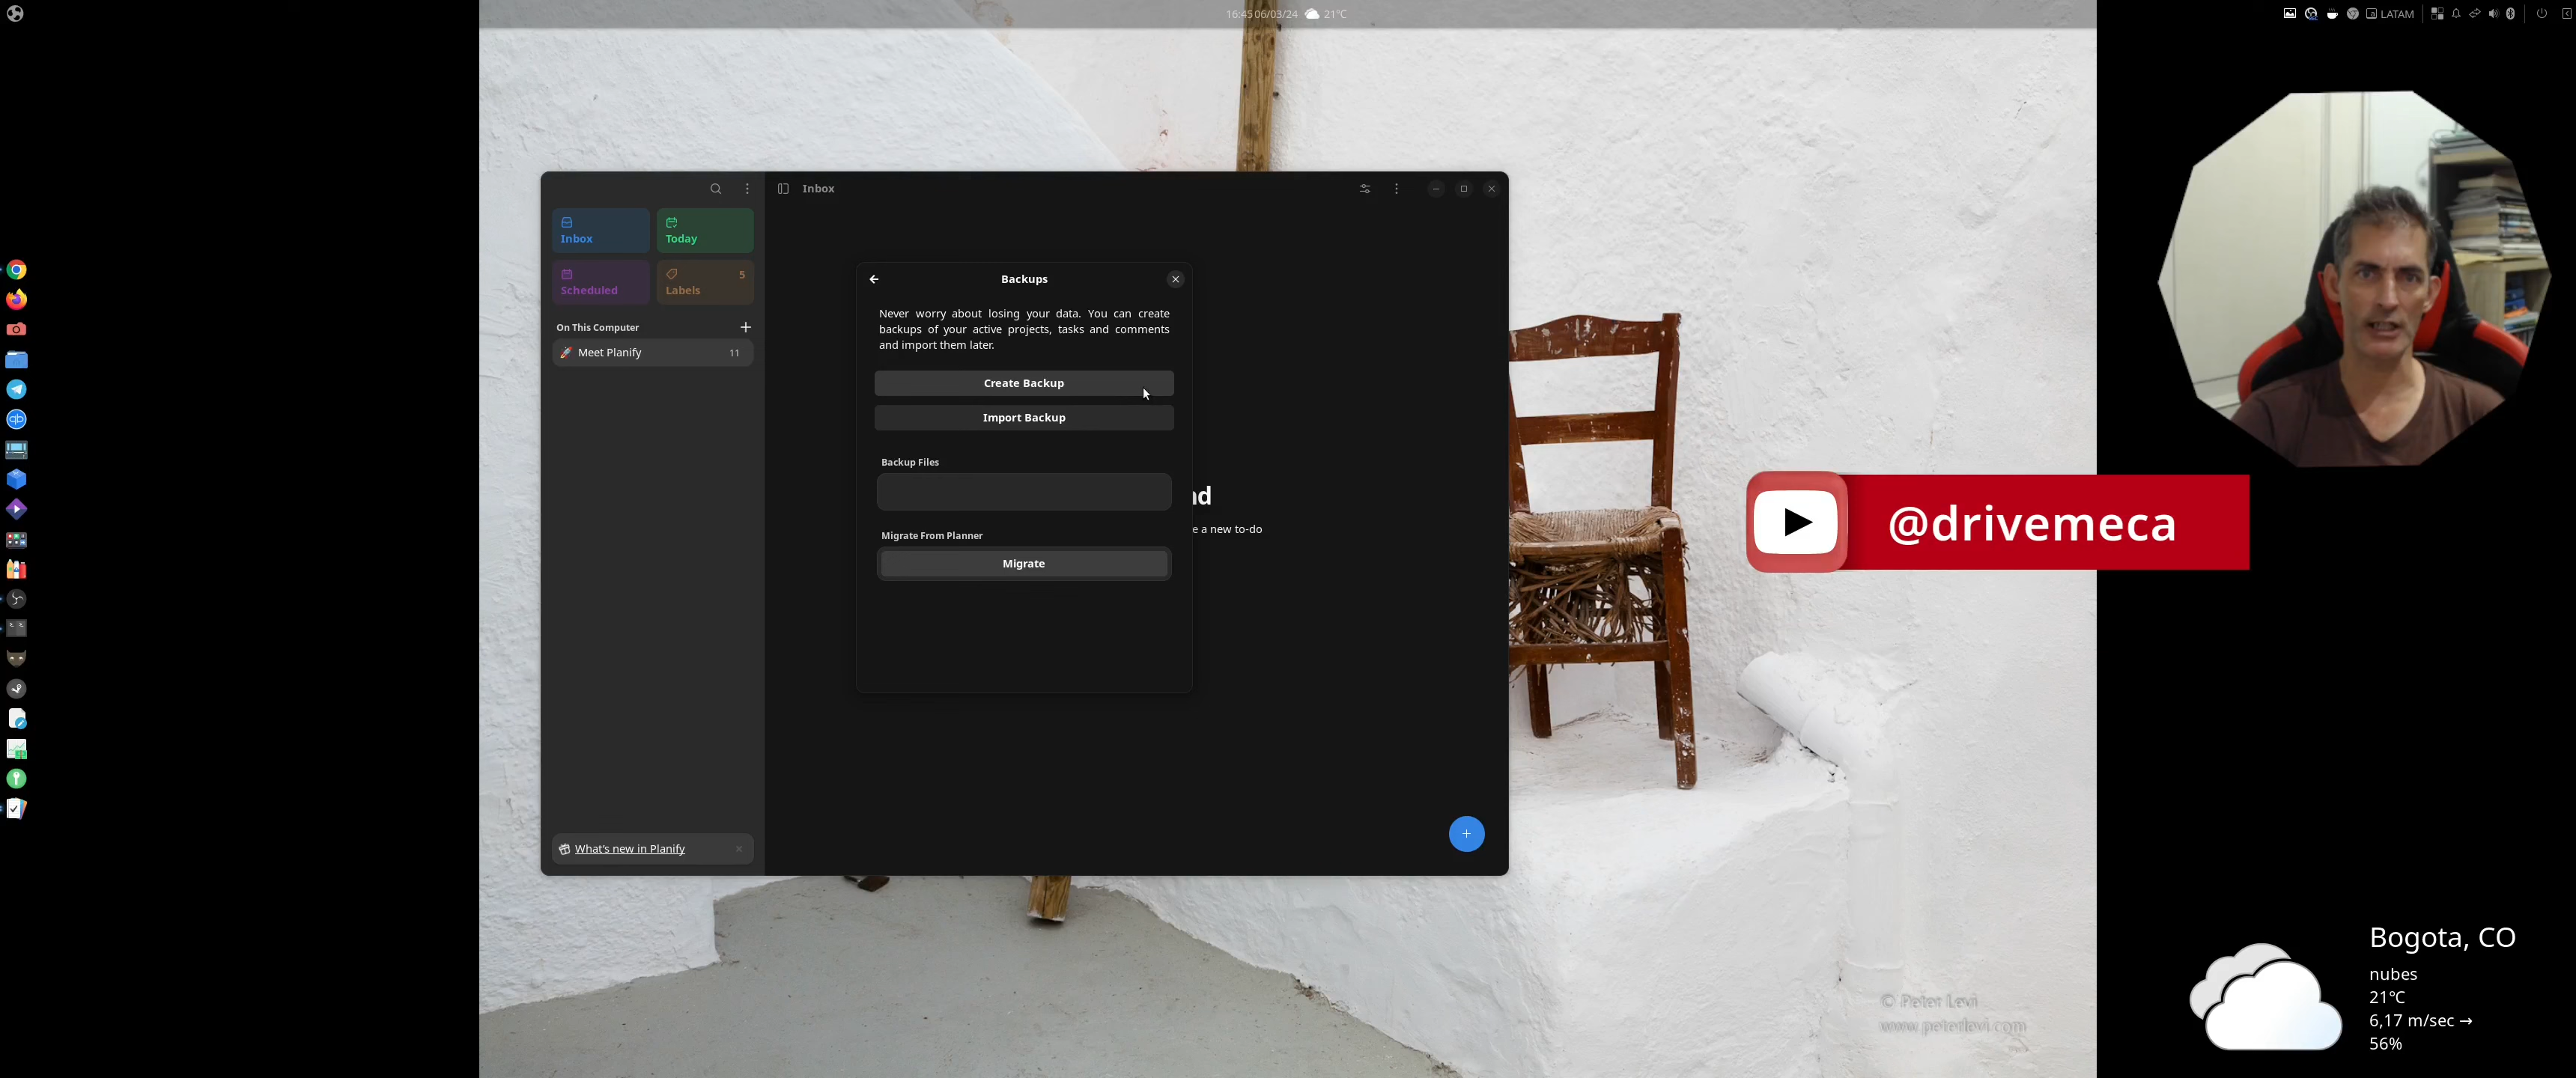 16:45 06/03/24 21°C
LATAM
Inbox
Inbox
Today
Scheduled
5
Labels
On This Computer
Meet Planify 11
What's new in Planify
Backups
Never worry about losing your data. You can create
backups of your active projects, tasks and comments
and import them later.
Create Backup
Import Backup
Backup Files
Migrate From Planner
Migrate
nd
e a new to-do
@drivemeca
© Peter Levi
www.peterlevi.com
Bogota, CO
nubes
21°C
6,17 m/sec →
56%